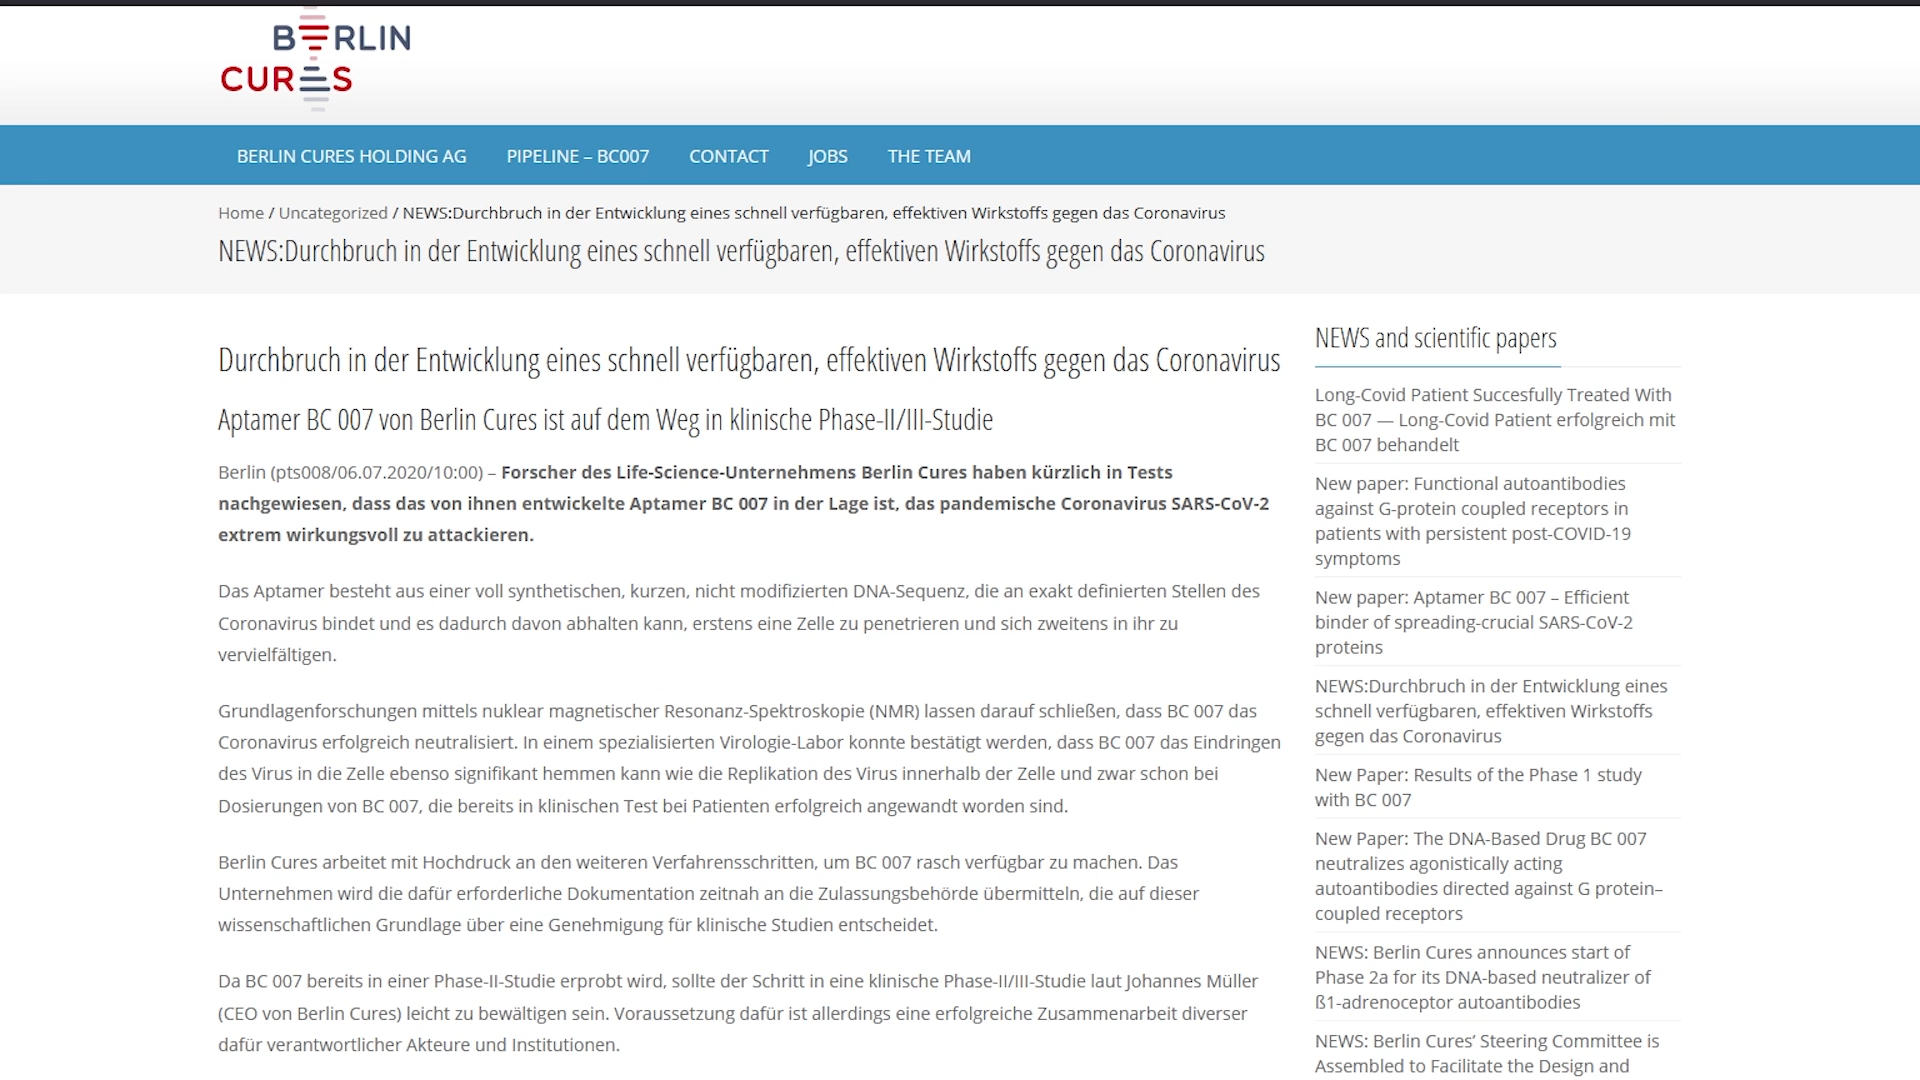 BERLIN
CURES
BERLIN CURES HOLDING AG PIPELINE – BC007 CONTACT JOBS THE TEAM
Home / Uncategorized / NEWS:Durchbruch in der Entwicklung eines schnell verfügbaren, effektiven Wirkstoffs gegen das Coronavirus
NEWS:Durchbruch in der Entwicklung eines schnell verfügbaren, effektiven Wirkstoffs gegen das Coronavirus
Durchbruch in der Entwicklung eines schnell verfügbaren, effektiven Wirkstoffs gegen das Coronavirus
Aptamer BC 007 von Berlin Cures ist auf dem Weg in klinische Phase-II/III-Studie
Berlin (pts008/06.07.2020/10:00) – Forscher des Life-Science-Unternehmens Berlin Cures haben kürzlich in Tests
nachgewiesen, dass das von ihnen entwickelte Aptamer BC 007 in der Lage ist, das pandemische Coronavirus SARS-CoV-2
extrem wirkungsvoll zu attackieren.
Das Aptamer besteht aus einer voll synthetischen, kurzen, nicht modifizierten DNA-Sequenz, die an exakt definierten Stellen des
Coronavirus bindet und es dadurch davon abhalten kann, erstens eine Zelle zu penetrieren und sich zweitens in ihr zu
vervielfältigen.
Grundlagenforschungen mittels nuklear magnetischer Resonanz-Spektroskopie (NMR) lassen darauf schließen, dass BC 007 das
Coronavirus erfolgreich neutralisiert. In einem spezialisierten Virologie-Labor konnte bestätigt werden, dass BC 007 das Eindringen
des Virus in die Zelle ebenso signifikant hemmen kann wie die Replikation des Virus innerhalb der Zelle und zwar schon bei
Dosierungen von BC 007, die bereits in klinischen Test bei Patienten erfolgreich angewandt worden sind.
Berlin Cures arbeitet mit Hochdruck an den weiteren Verfahrensschritten, um BC 007 rasch verfügbar zu machen. Das
Unternehmen wird die dafür erforderliche Dokumentation zeitnah an die Zulassungsbehörde übermitteln, die auf dieser
wissenschaftlichen Grundlage über eine Genehmigung für klinische Studien entscheidet.
Da BC 007 bereits in einer Phase-II-Studie erprobt wird, sollte der Schritt in eine klinische Phase-II/III-Studie laut Johannes Müller
(CEO von Berlin Cures) leicht zu bewältigen sein. Voraussetzung dafür ist allerdings eine erfolgreiche Zusammenarbeit diverser
dafür verantwortlicher Akteure und Institutionen.
NEWS and scientific papers
Long-Covid Patient Succesfully Treated With
BC 007 — Long-Covid Patient erfolgreich mit
BC 007 behandelt
New paper: Functional autoantibodies
against G-protein coupled receptors in
patients with persistent post-COVID-19
symptoms
New paper: Aptamer BC 007 – Efficient
binder of spreading-crucial SARS-CoV-2
proteins
NEWS:Durchbruch in der Entwicklung eines
schnell verfügbaren, effektiven Wirkstoffs
gegen das Coronavirus
New Paper: Results of the Phase 1 study
with BC 007
New Paper: The DNA-Based Drug BC 007
neutralizes agonistically acting
autoantibodies directed against G protein–
coupled receptors
NEWS: Berlin Cures announces start of
Phase 2a for its DNA-based neutralizer of
ß1-adrenoceptor autoantibodies
NEWS: Berlin Cures’ Steering Committee is
Assembled to Facilitate the Design and